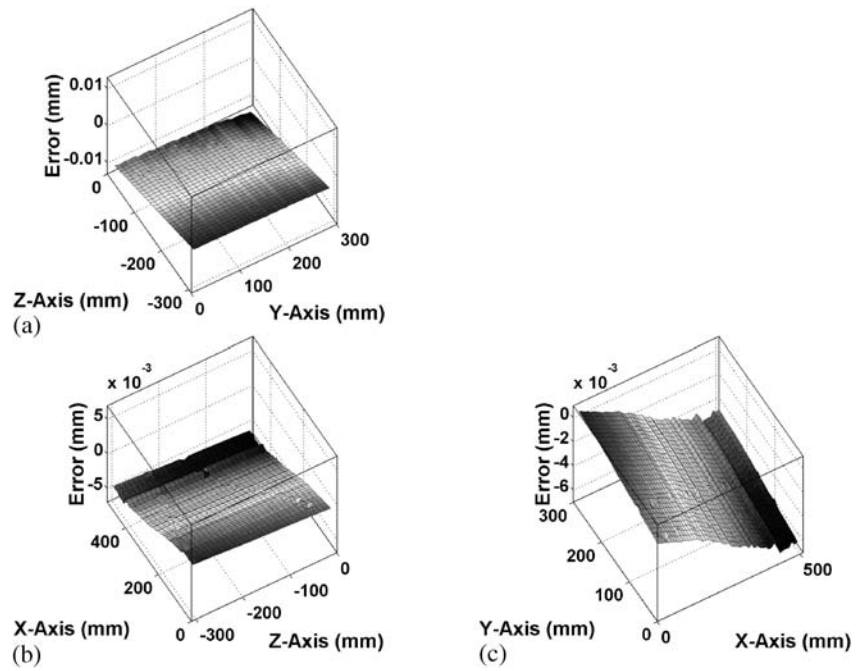 0.01
0
-0.01
Error (mm)
0
-100
-200
-300
Z-Axis (mm)
0
100
200
300
Y-Axis (mm)
(a)
x 10 -3
5
0
-5
Error (mm)
400
200
0
X-Axis (mm)
-300
-200
-100
0
Z-Axis (mm)
(b)
x 10 -3
0
-2
-4
-6
Error (mm)
300
200
100
0
Y-Axis (mm)
0
500
X-Axis (mm)
(c)